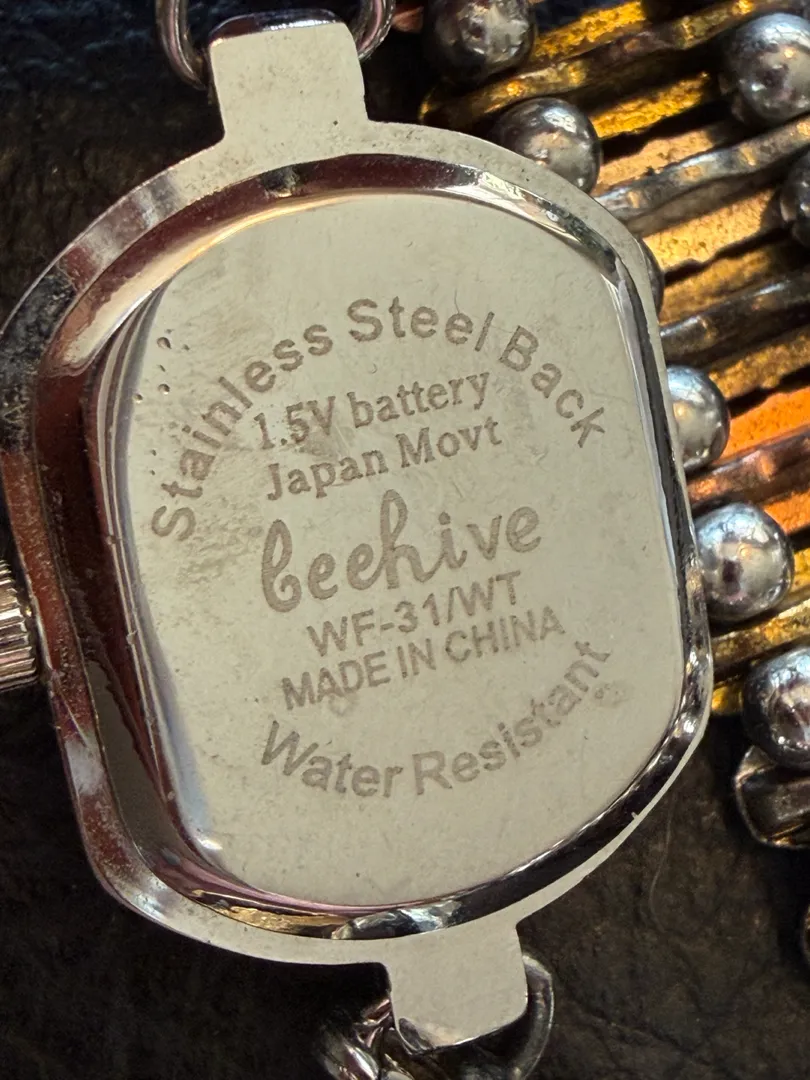 Stainless Steel Back
1.5V battery
Japan Movt
beehive
WF-31/WT
MADE IN CHINA
Water Resistant